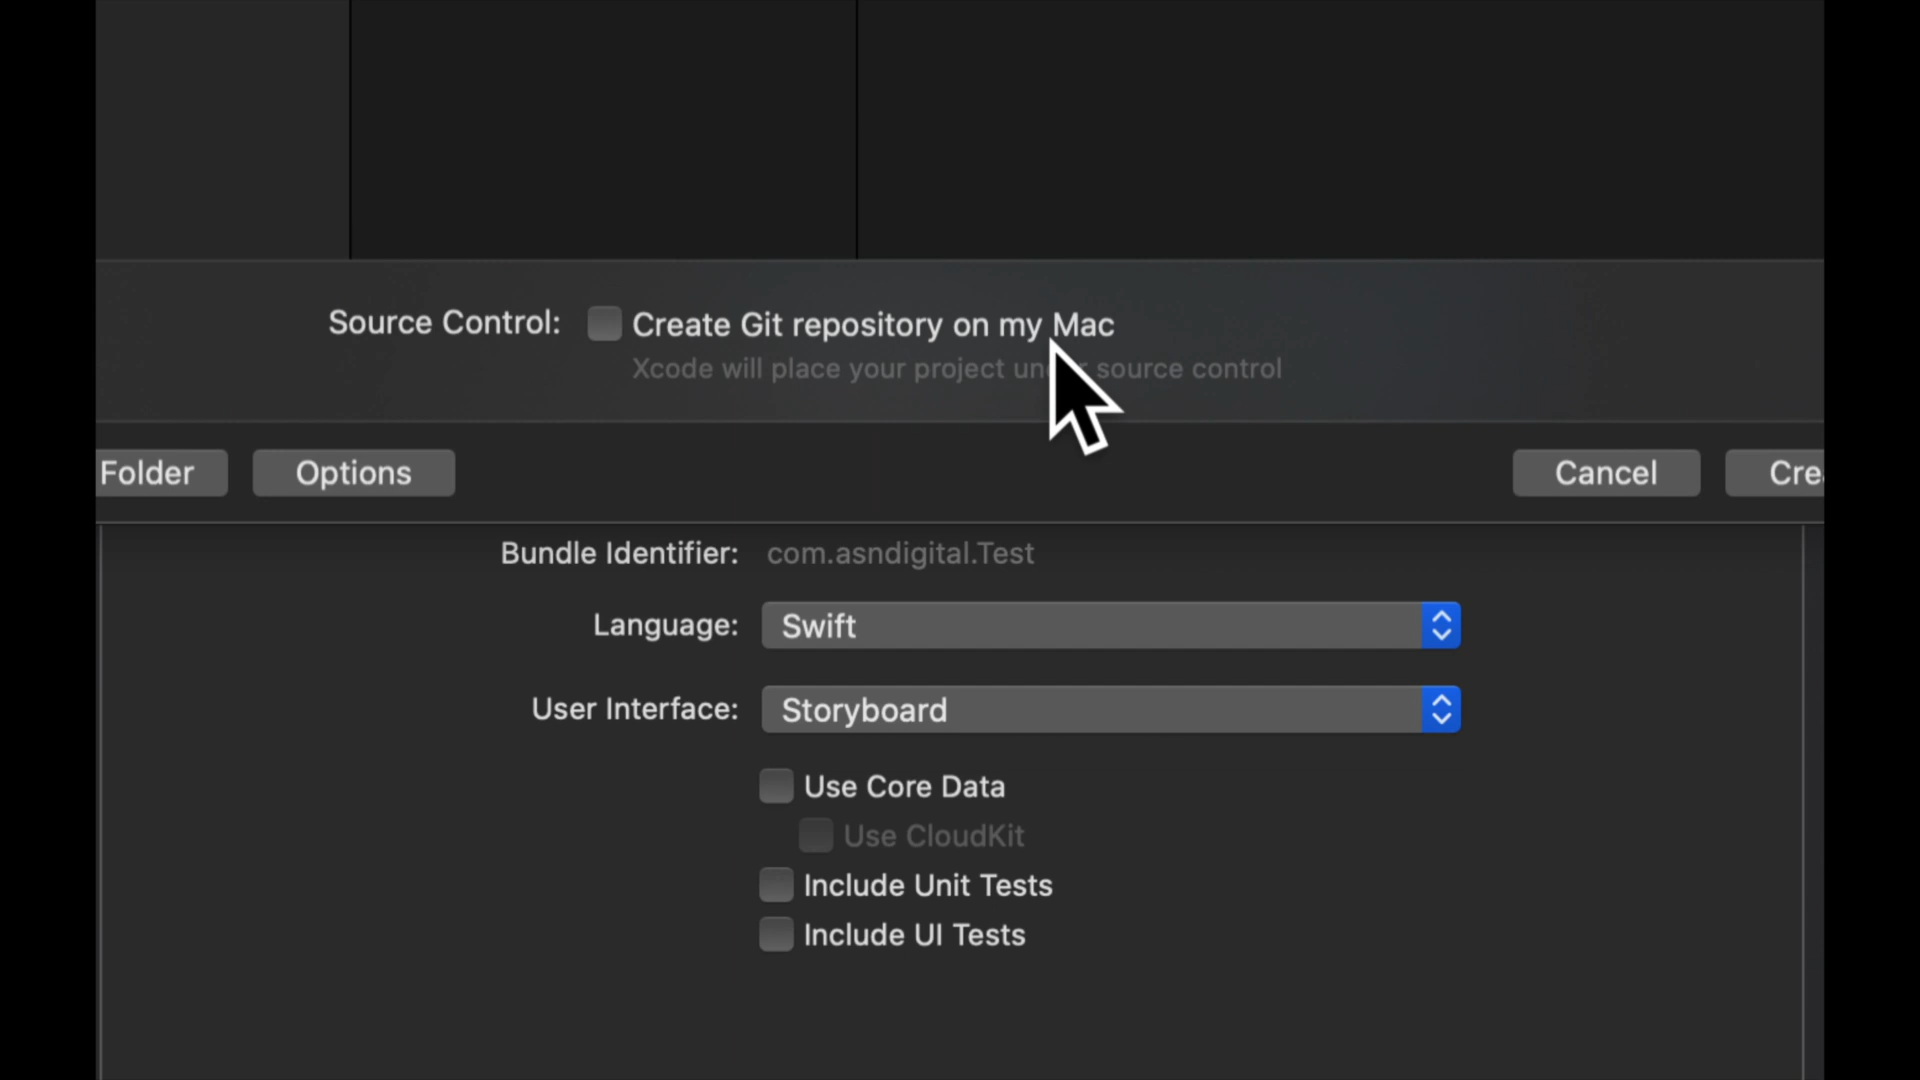 Source Control: Create Git repository on my Mac
Xcode will place your project un source control
Folder Options Cancel Cre
Bundle Identifier: com.asndigital.Test
Language: Swift
User Interface: Storyboard
Use Core Data
Use CloudKit
Include Unit Tests
Include UI Tests